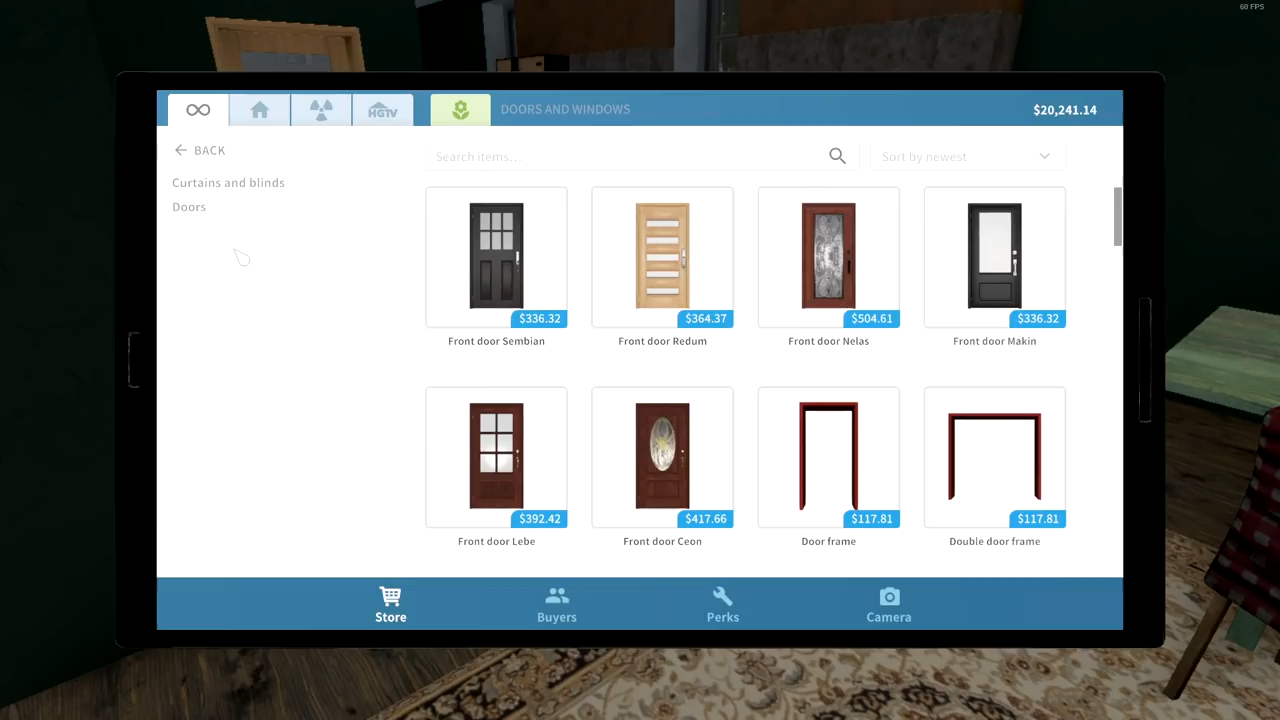 60 FPS
HGTV
DOORS AND WINDOWS
$20,241.14
BACK
Search items...
Sort by newest
Curtains and blinds
Doors
$336.32
$364.37
$504.61
$336.32
Front door Sembian
Front door Redum
Front door Nelas
Front door Makin
$392.42
$417.66
$117.81
$117.81
Front door Lebe
Front door Ceon
Door frame
Double door frame
Store
Buyers
Perks
Camera